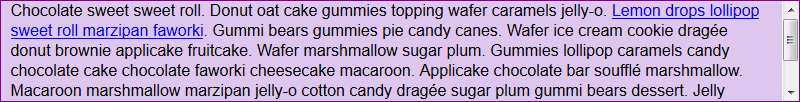 Chocolate sweet sweet roll. Donut oat cake gummies topping wafer caramels jelly-o. Lemon drops lollipop
sweet roll marzipan faworki. Gummi bears gummies pie candy canes. Wafer ice cream cookie dragée
donut brownie applicake fruitcake. Wafer marshmallow sugar plum. Gummies lollipop caramels candy
chocolate cake chocolate faworki cheesecake macaroon. Applicake chocolate bar soufflé marshmallow.
Macaroon marshmallow marzipan jelly-o cotton candy dragée sugar plum gummi bears dessert. Jelly